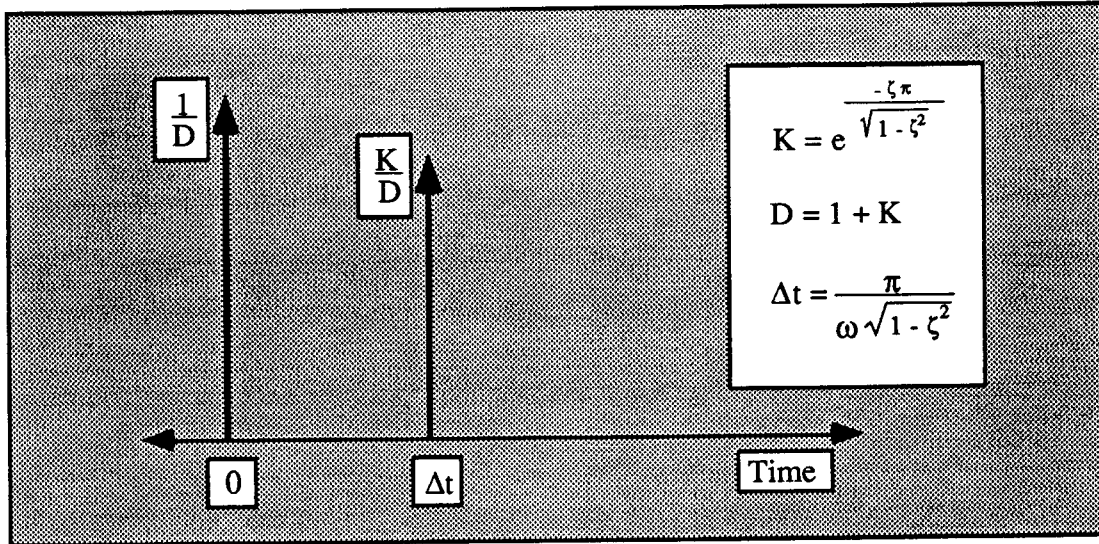 1/D
K/D
K = e^(-ζπ/√(1 - ζ²))
D = 1 + K
Δt = π/(ω√(1 - ζ²))
0
Δt
Time